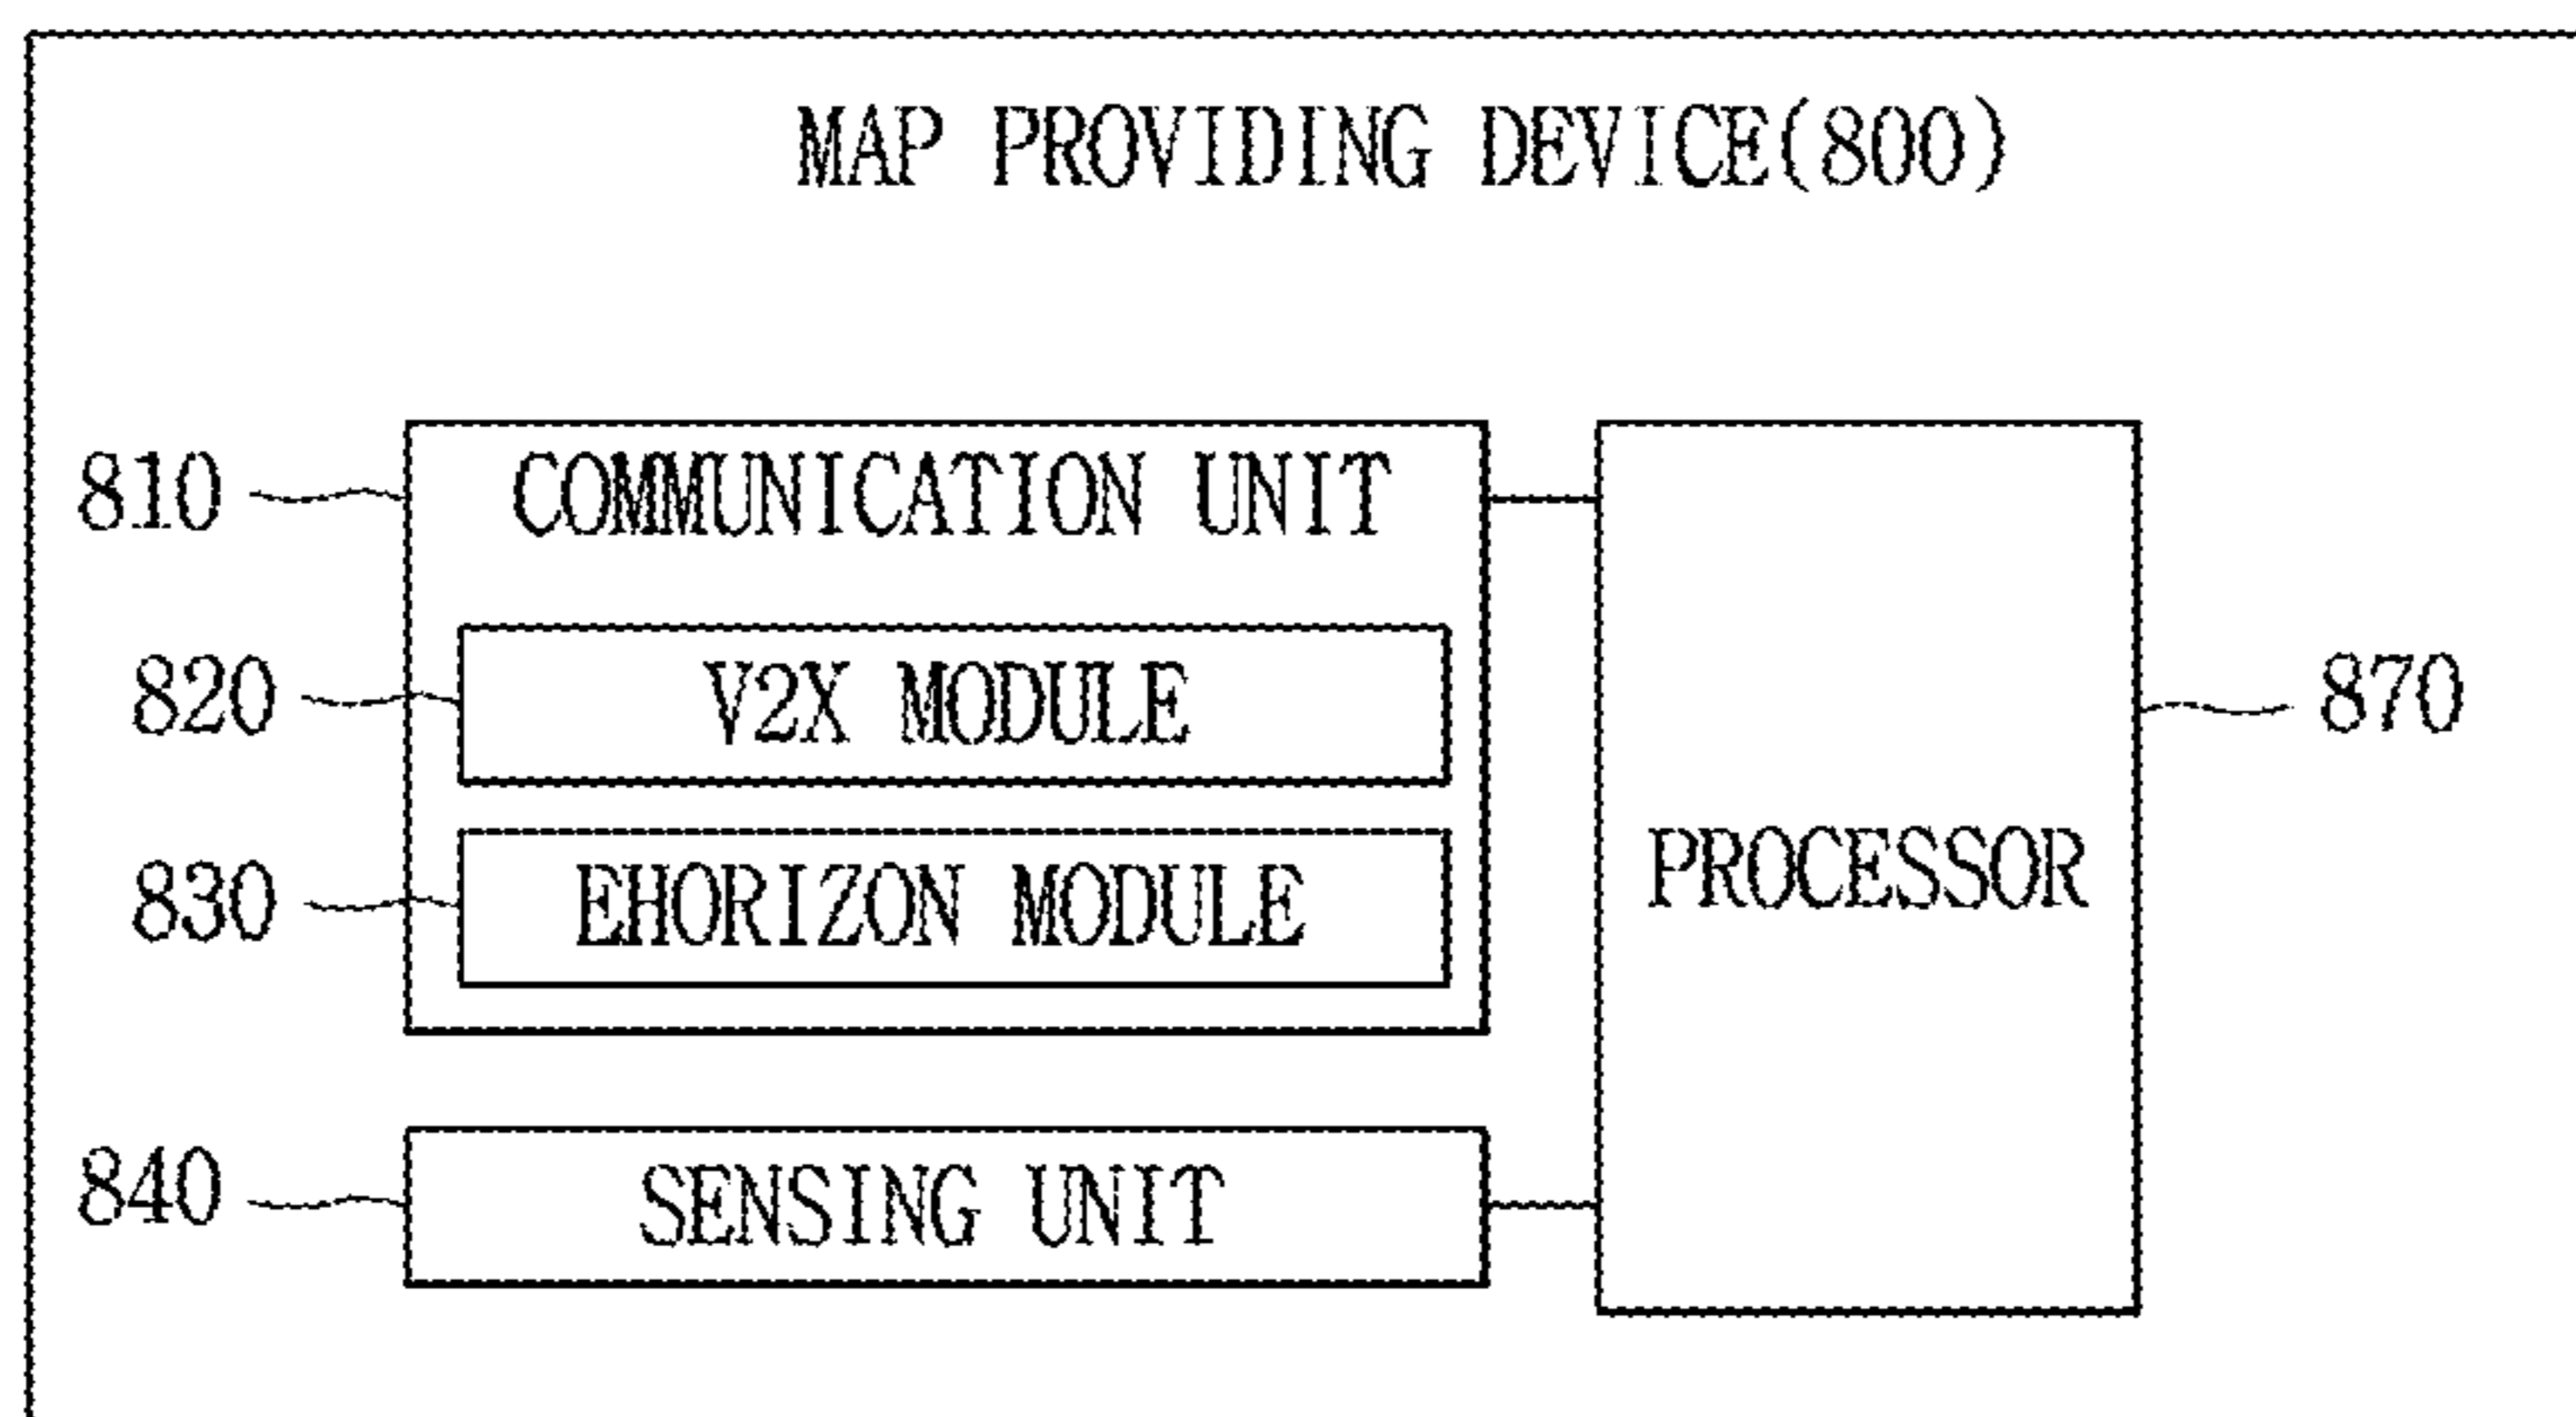 MAP PROVIDING DEVICE(800)
810
COMMUNICATION UNIT
820
V2X MODULE
870
830
EHORIZON MODULE
PROCESSOR
840
SENSING UNIT